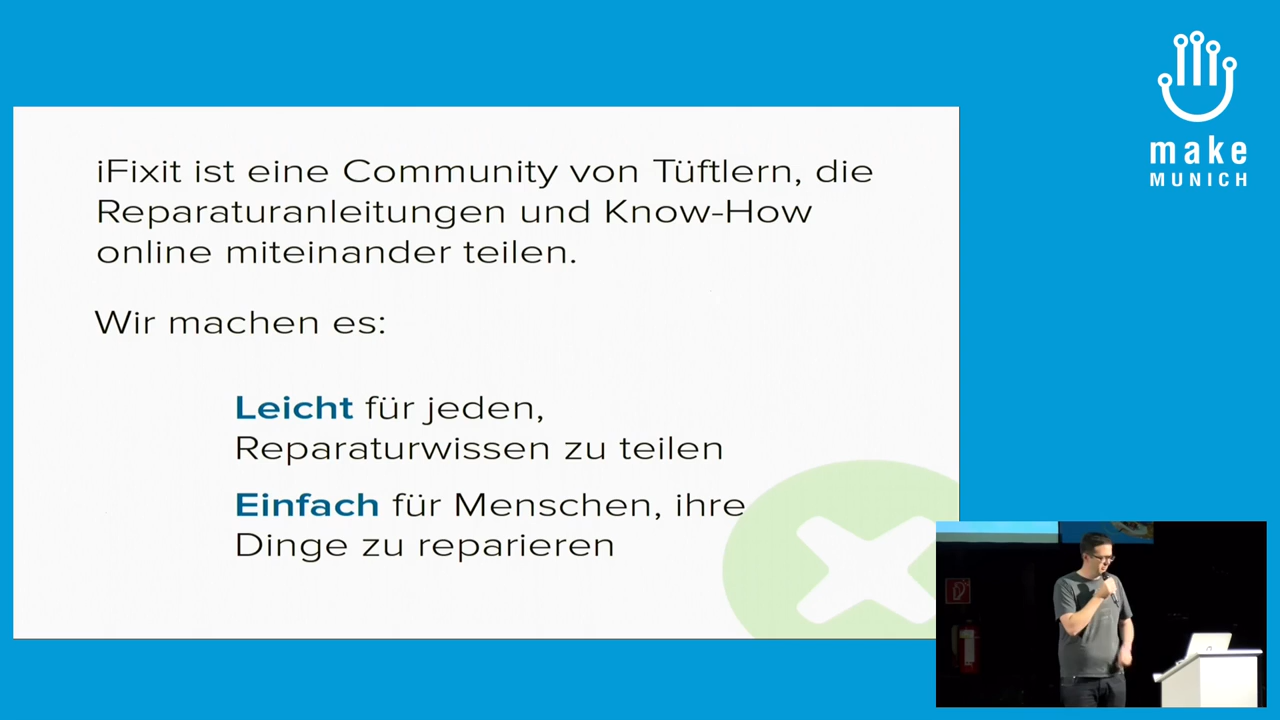 iFixit ist eine Community von Tüftlern, die
Reparaturanleitungen und Know-How
online miteinander teilen.
Wir machen es:
Leicht für jeden,
Reparaturwissen zu teilen
Einfach für Menschen, ihre
Dinge zu reparieren
make
MUNICH